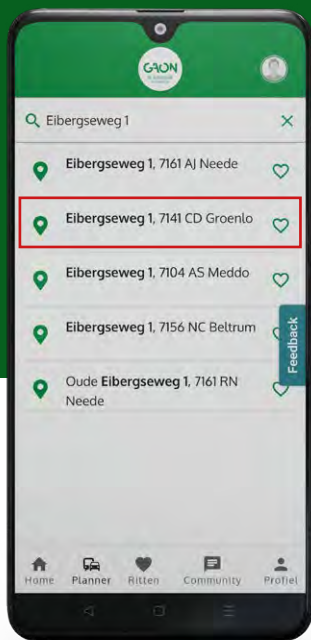 GAON
Eibergseweg 1
Eibergseweg 1, 7161 AJ Neede
Eibergseweg 1, 7141 CD Groenlo
Eibergseweg 1, 7104 AS Meddo
Eibergseweg 1, 7156 NC Beltrum
Feedback
Oude Eibergseweg 1, 7161 RN
Neede
Home Planner Ritten Community Profiel